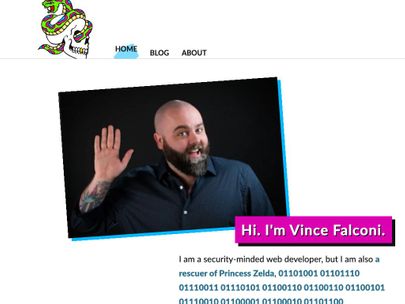 HOME BLOG ABOUT
Hi. I'm Vince Falconi.
I am a security-minded web developer, but I am also a
rescuer of Princess Zelda, 01101001 01101110
01110011 01110101 01100110 01100110 01100101
01110010 01100001 01100010 01101100